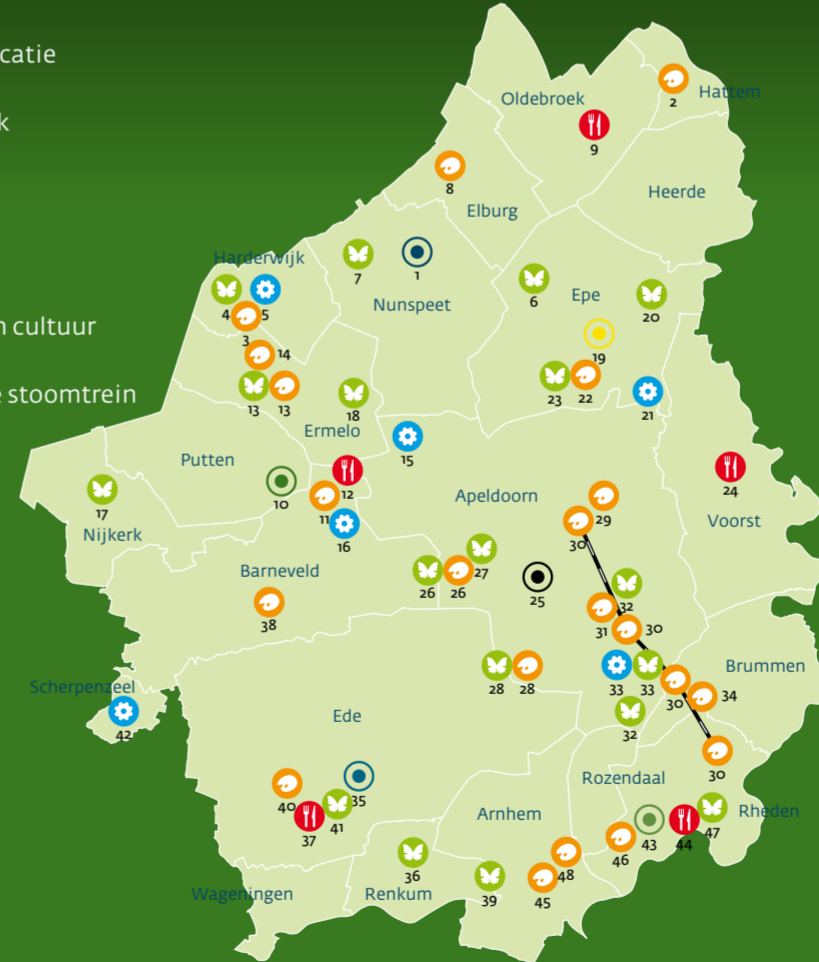 catie
k
n cultuur
e stoomtrein
Oldebroek
Hattem
2
9
8
Elburg
Heerde
Harderwijk
7
1
6
Epe
20
4
5
3
Nunspeet
19
14
13
13
18
23
22
21
Ermelo
15
Putten
10
12
11
16
17
Nijkerk
Apeldoorn
29
30
24
Voorst
Barneveld
38
26
26
27
25
32
31
30
Scherpenzeel
42
28
28
33
33
30
34
32
Brummen
30
Ede
35
40
37
41
Rozendaal
Arnhem
43
44
47
Rheden
46
48
45
36
39
Wageningen
Renkum